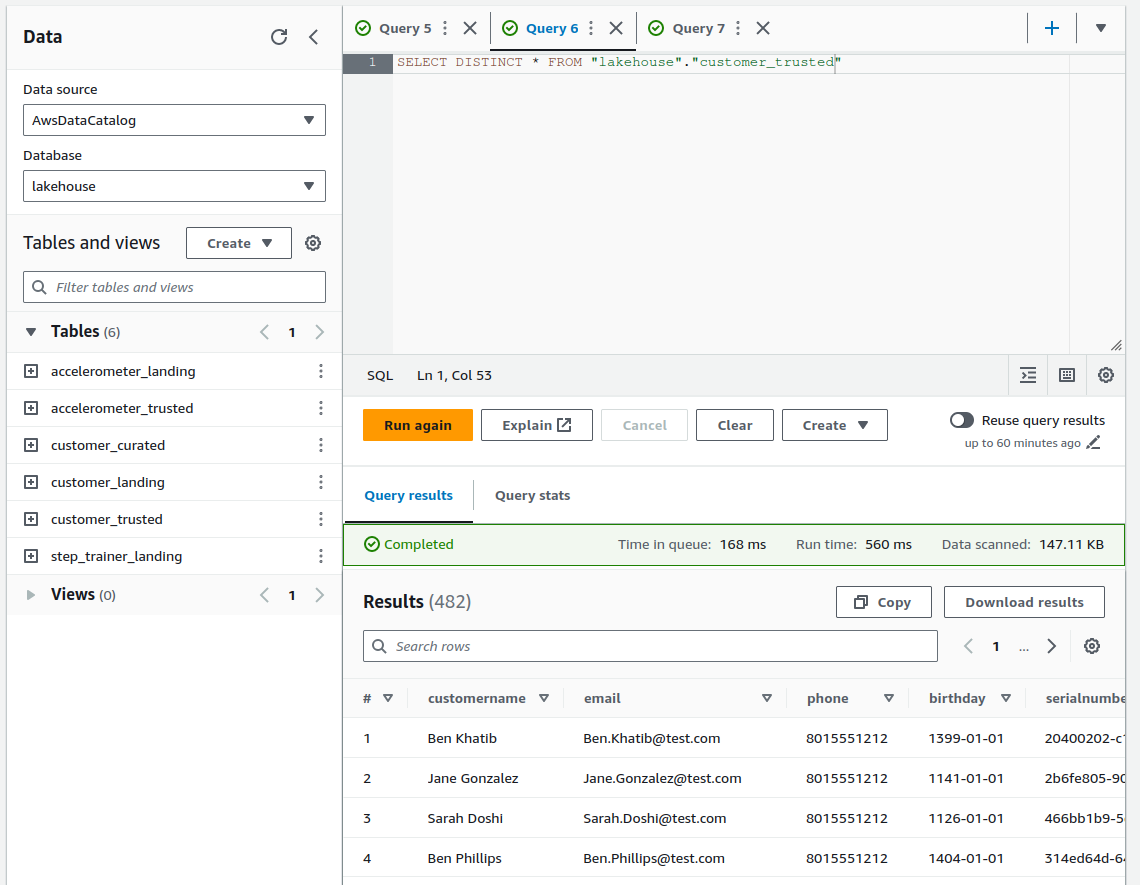 Data
Data source
AwsDataCatalog
Database
lakehouse
Tables and views
Create
Filter tables and views
Tables (6)
1
accelerometer_landing
accelerometer_trusted
customer_curated
customer_landing
customer_trusted
step_trainer_landing
Views (0)
1
Query 5
Query 6
Query 7
1 SELECT DISTINCT * FROM "lakehouse"."customer_trusted"
SQL Ln 1, Col 53
Run again Explain Cancel Clear Create
Reuse query results
up to 60 minutes ago
Query results Query stats
Completed Time in queue: 168 ms Run time: 560 ms Data scanned: 147.11 KB
Results (482) Copy Download results
Search rows 1 ...
# customername email phone birthday serialnumbe
1 Ben Khatib Ben.Khatib@test.com 8015551212 1399-01-01 20400202-c
2 Jane Gonzalez Jane.Gonzalez@test.com 8015551212 1141-01-01 2b6fe805-90
3 Sarah Doshi Sarah.Doshi@test.com 8015551212 1126-01-01 466bb1b9-5
4 Ben Phillips Ben.Phillips@test.com 8015551212 1404-01-01 314ed64d-6